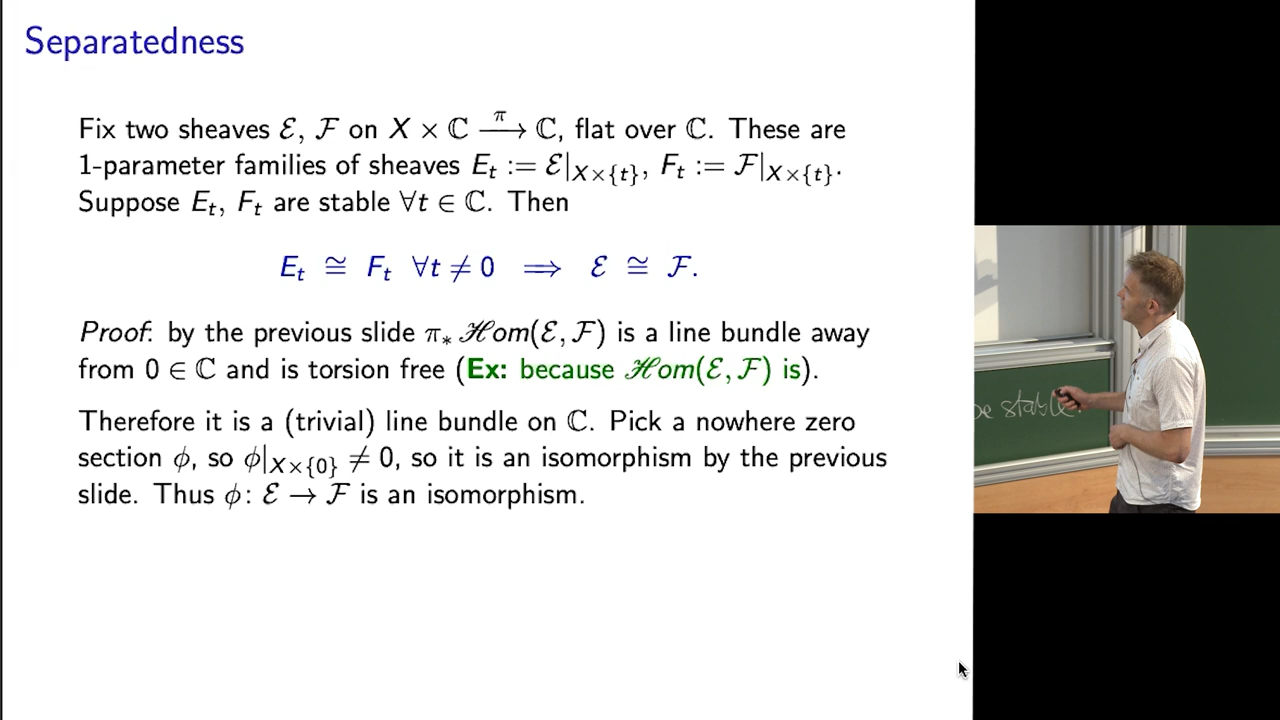 Separatedness
Fix two sheaves ℰ, ℱ on X × ℂ —π→ ℂ, flat over ℂ. These are
1-parameter families of sheaves E_t := ℰ|_{X×{t}}, F_t := ℱ|_{X×{t}}.
Suppose E_t, F_t are stable ∀t ∈ ℂ. Then
E_t ≅ F_t ∀t ≠ 0 ⟹ ℰ ≅ ℱ.
Proof: by the previous slide π_* ℋom(ℰ, ℱ) is a line bundle away
from 0 ∈ ℂ and is torsion free (Ex: because ℋom(ℰ, ℱ) is).
Therefore it is a (trivial) line bundle on ℂ. Pick a nowhere zero
section ϕ, so ϕ|_{X×{0}} ≠ 0, so it is an isomorphism by the previous
slide. Thus ϕ: ℰ → ℱ is an isomorphism.
be stable